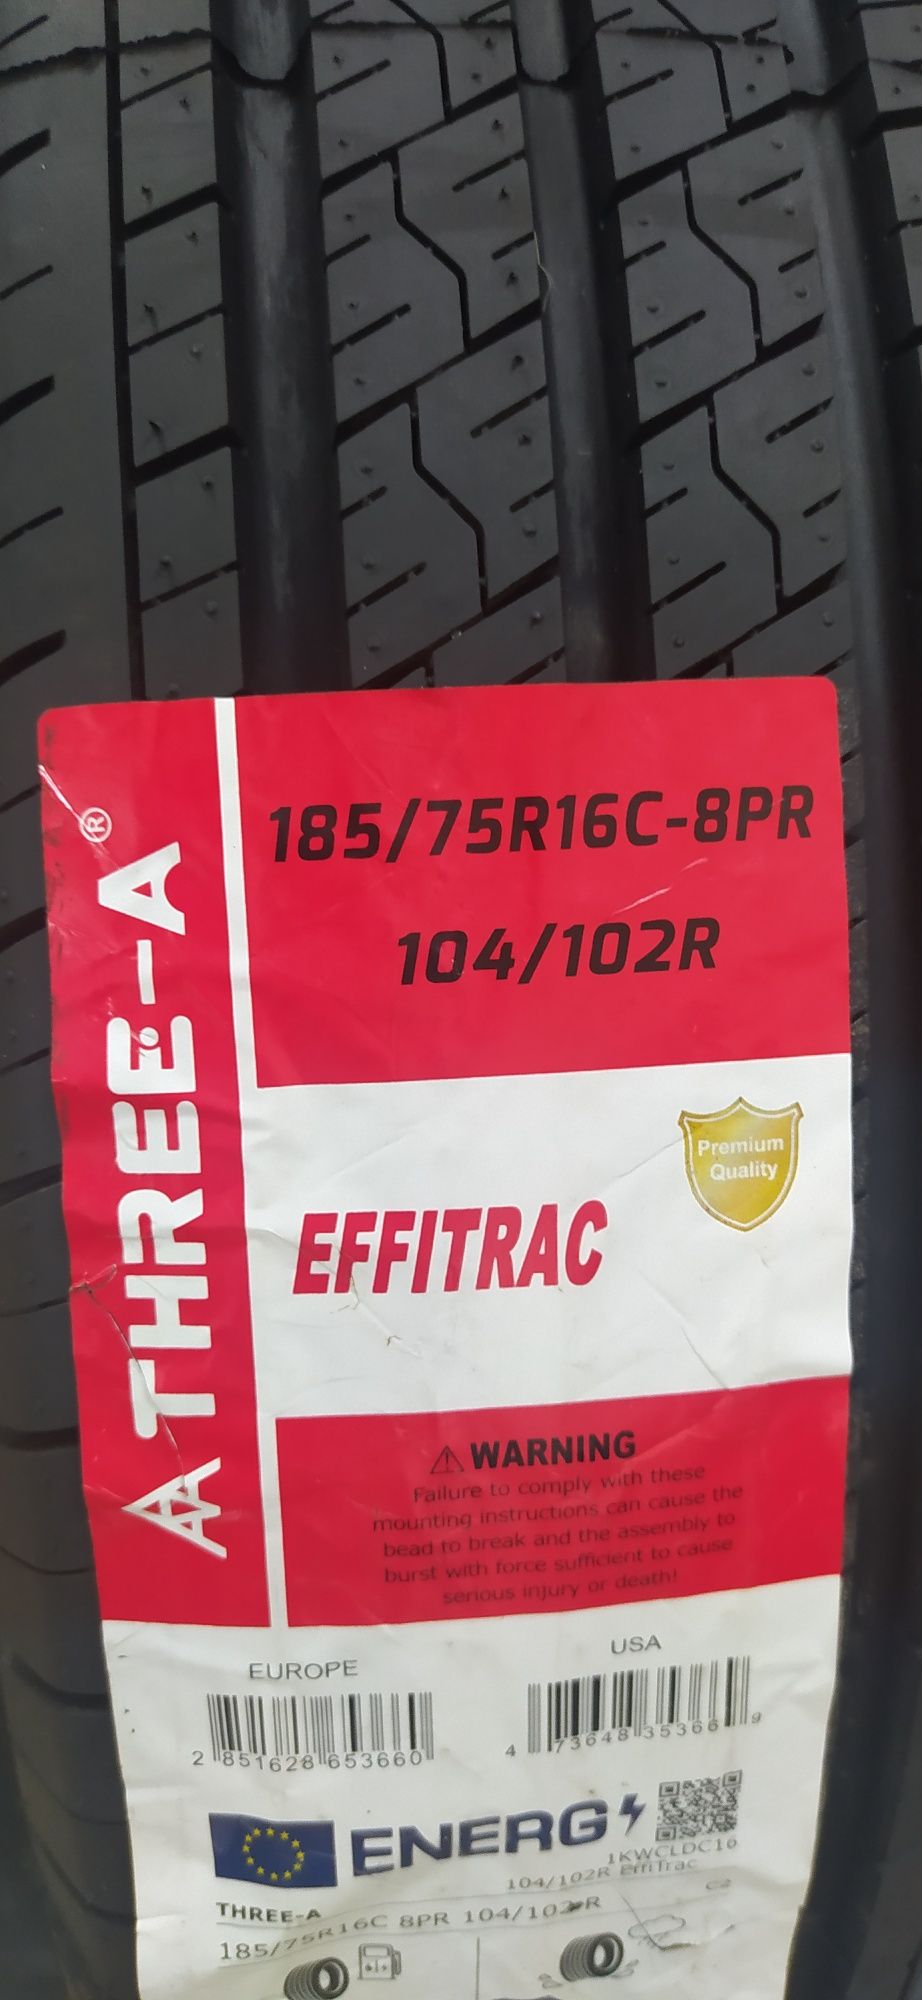 THREE-A®
185/75R16C-8PR
104/102R
Premium
Quality
EFFITRAC
WARNING
Failure to comply with these
mounting instructions can cause the
bead to break and the assembly to
burst with force sufficient to cause
serious injury or death!
EUROPE
2 851628 653660
USA
4 73648 35366 9
ENERG
1KWCLDC16
104/102R EffiTrac
THREE-A
C2
185/75R16C 8PR 104/102R